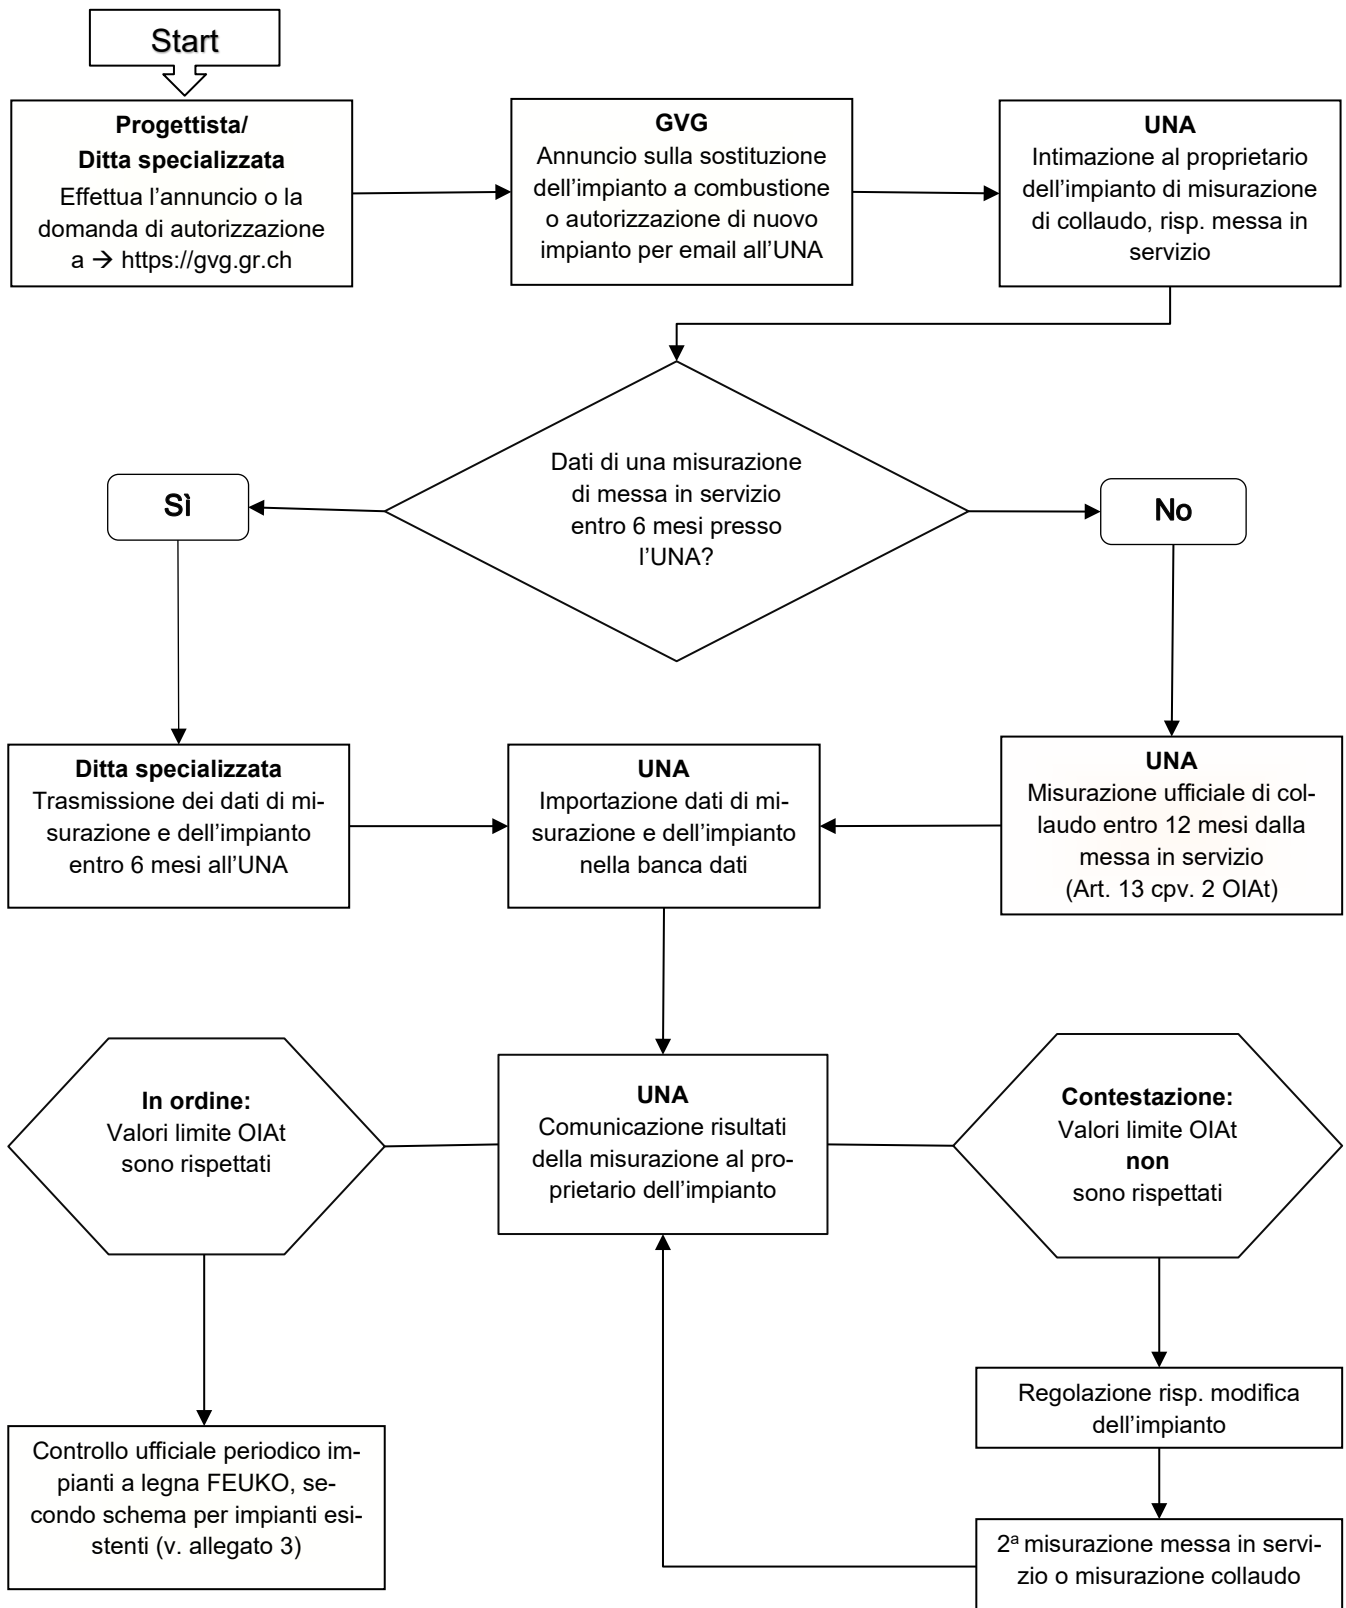 Start
Progettista/
Ditta specializzata
Effettua l'annuncio o la
domanda di autorizzazione
a → https://gvg.gr.ch
GVG
Annuncio sulla sostituzione
dell'impianto a combustione
o autorizzazione di nuovo
impianto per email all'UNA
UNA
Intimazione al proprietario
dell'impianto di misurazione
di collaudo, risp. messa in
servizio
Dati di una misurazione
di messa in servizio
entro 6 mesi presso
l'UNA?
Sì
No
Ditta specializzata
Trasmissione dei dati di mi-
surazione e dell'impianto
entro 6 mesi all'UNA
UNA
Importazione dati di mi-
surazione e dell'impianto
nella banca dati
UNA
Misurazione ufficiale di col-
laudo entro 12 mesi dalla
messa in servizio
(Art. 13 cpv. 2 OIAt)
In ordine:
Valori limite OIAt
sono rispettati
UNA
Comunicazione risultati
della misurazione al pro-
prietario dell'impianto
Contestazione:
Valori limite OIAt
non
sono rispettati
Regolazione risp. modifica
dell'impianto
Controllo ufficiale periodico im-
pianti a legna FEUKO, se-
condo schema per impianti esi-
stenti (v. allegato 3)
2ª misurazione messa in servi-
zio o misurazione collaudo